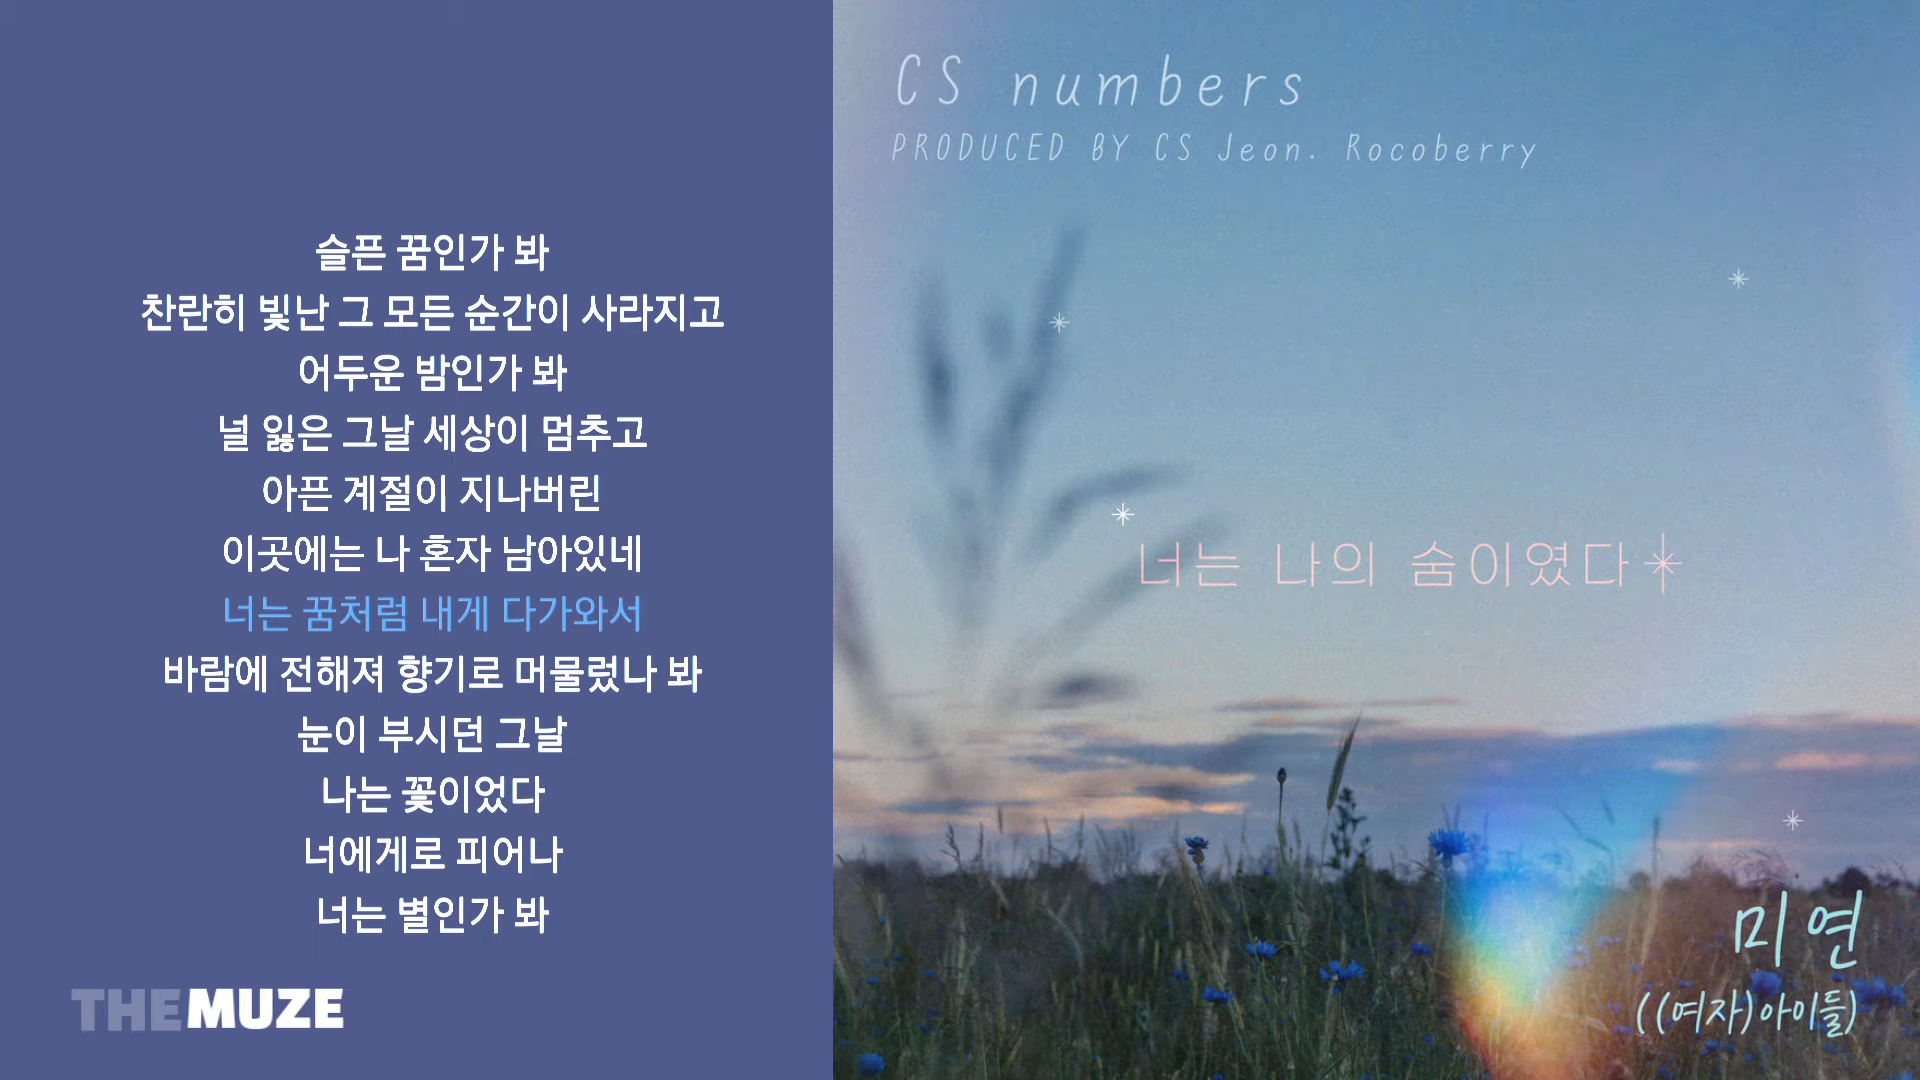 슬픈 꿈인가 봐
찬란히 빛난 그 모든 순간이 사라지고
어두운 밤인가 봐
널 잃은 그날 세상이 멈추고
아픈 계절이 지나버린
이곳에는 나 혼자 남아있네
너는 꿈처럼 내게 다가와서
바람에 전해져 향기로 머물렀나 봐
눈이 부시던 그날
나는 꽃이었다
너에게로 피어나
너는 별인가 봐
THE MUZE
CS numbers
PRODUCED BY CS Jeon. Rocoberry
너는 나의 숨이였다
미연
((여자)아이들)